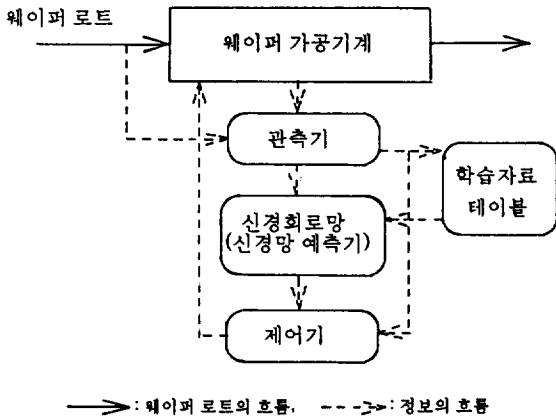 웨이퍼 로트
웨이퍼 가공기계
관측기
학습자료
테이블
신경회로망
(신경망 예측기)
제어기
: 웨이퍼 로트의 흐름, : 정보의 흐름